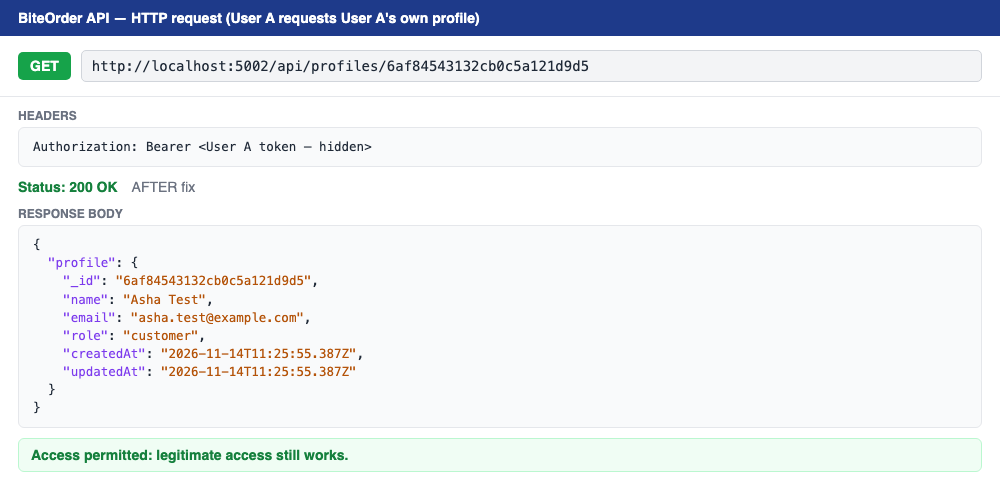 BiteOrder API — HTTP request (User A requests User A's own profile)
GET http://localhost:5002/api/profiles/6af84543132cb0c5a121d9d5
HEADERS
Authorization: Bearer <User A token — hidden>
Status: 200 OK AFTER fix
RESPONSE BODY
{
  "profile": {
    "_id": "6af84543132cb0c5a121d9d5",
    "name": "Asha Test",
    "email": "asha.test@example.com",
    "role": "customer",
    "createdAt": "2026-11-14T11:25:55.387Z",
    "updatedAt": "2026-11-14T11:25:55.387Z"
  }
}
Access permitted: legitimate access still works.